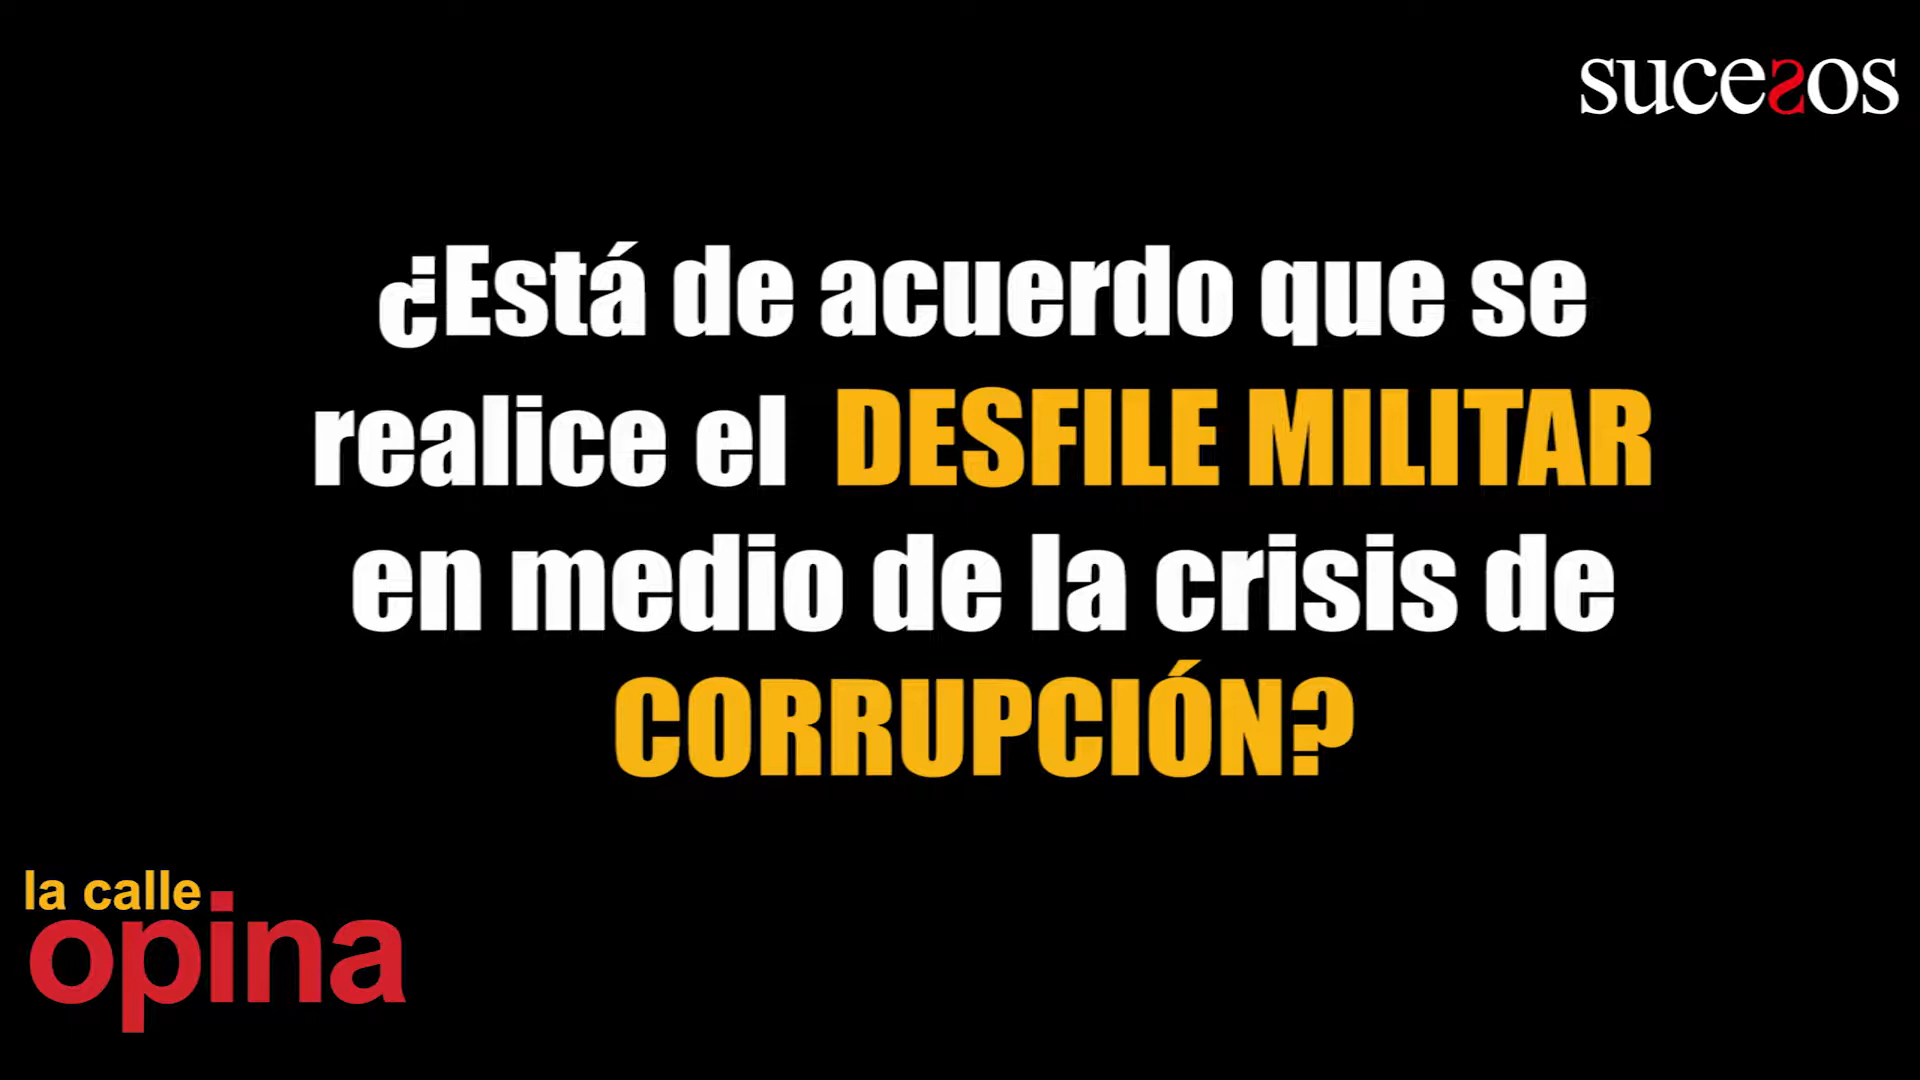 sucesos
¿Está de acuerdo que se
realice el DESFILE MILITAR
en medio de la crisis de
CORRUPCIÓN?
la calle
opina